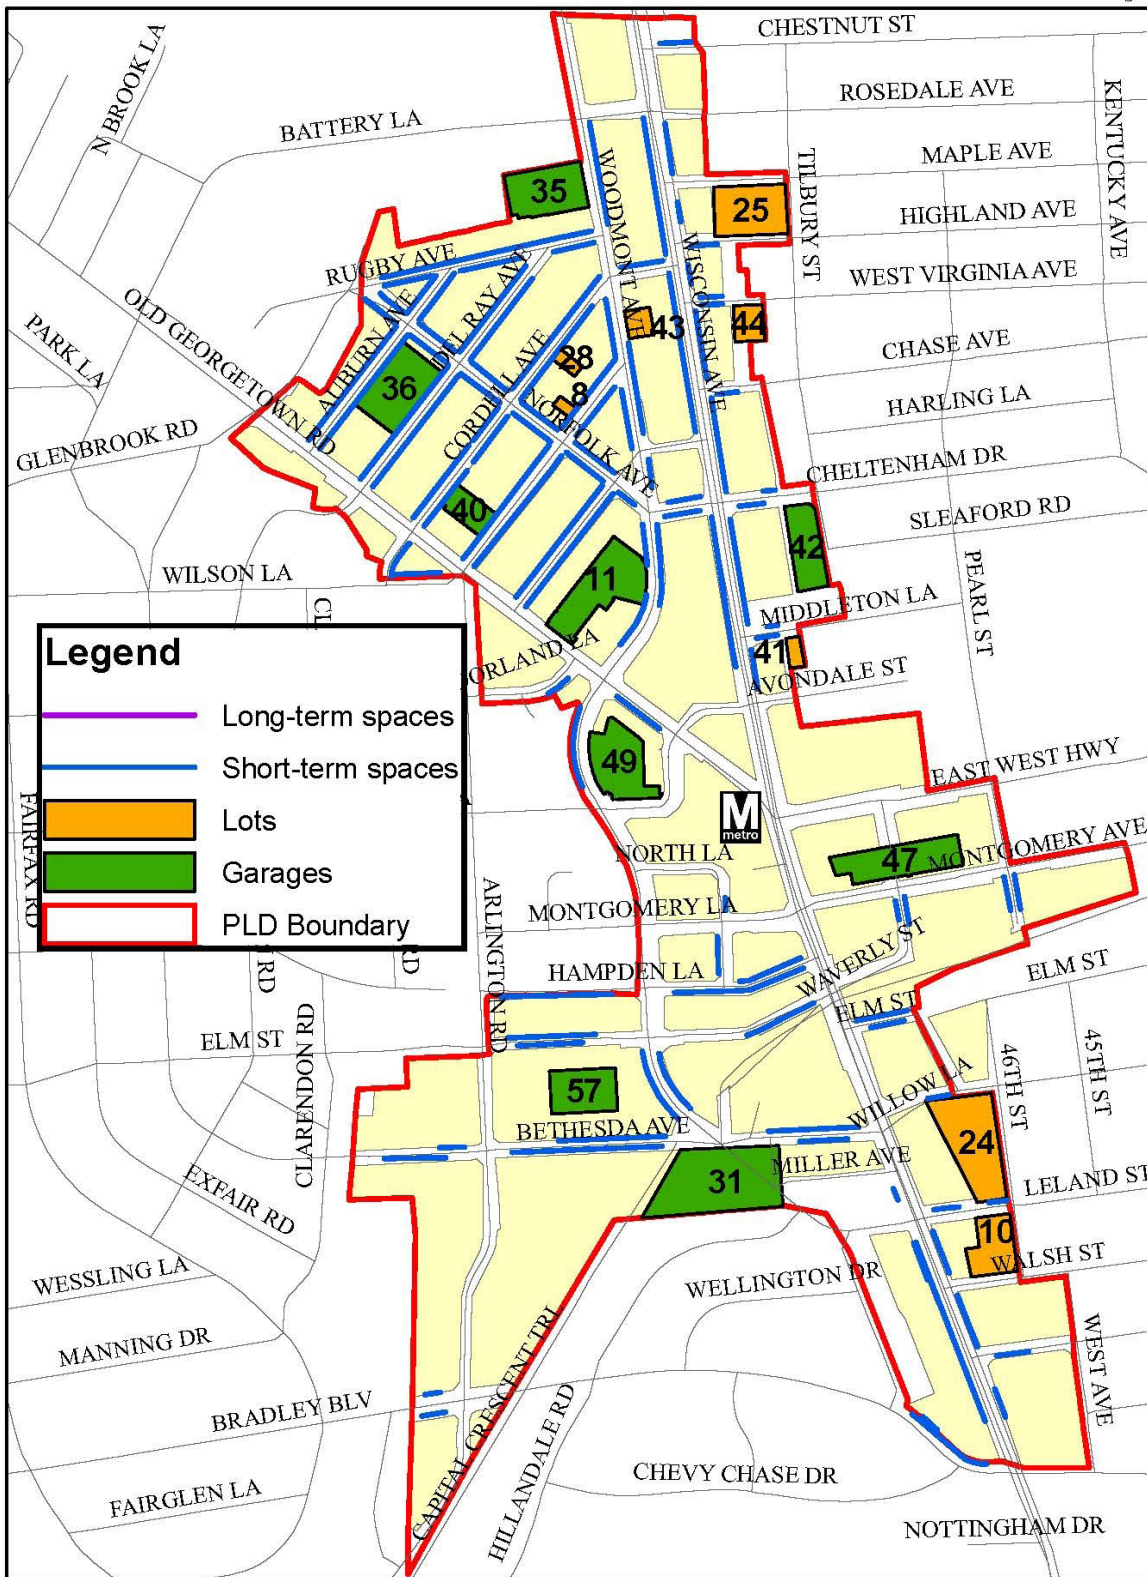 CHESTNUT ST
N BROOK LA
ROSEDALE AVE
KENTUCKY AVE
BATTERY LA
WOODMONT AVE
TILBURY ST
MAPLE AVE
35
25
HIGHLAND AVE
RUGBY AVE
WISCONSIN AVE
WEST VIRGINIA AVE
OLD GEORGETOWN RD
DEL RAY AVE
PARK LA
AUBURN AVE
43
44
CHASE AVE
28
36
8
HARLING LA
CORDELL AVE
NORFOLK AVE
GLENBROOK RD
CHELTENHAM DR
40
SLEAFORD RD
42
WILSON LA
11
PEARL ST
CL
MIDDLETON LA
41
AVONDALE ST
ORLAND LA
Legend
Long-term spaces
Short-term spaces
Lots
Garages
PLD Boundary
49
EAST WEST HWY
M
metro
FAIRFAX RD
NORTH LA
47
MONTGOMERY AVE
ARLINGTON RD
MONTGOMERY LA
HAMPDEN LA
WAVERLY ST
RD
RD
ELM ST
ELM ST
ELM ST
CLARENDON RD
46TH ST
45TH ST
57
WILLOW LA
BETHESDA AVE
24
MILLER AVE
31
LELAND ST
EXFAIR RD
10
WALSH ST
WESSLING LA
WELLINGTON DR
MANNING DR
WEST AVE
CAPITAL CRESCENT TRL
BRADLEY BLV
HILLANDALE RD
CHEVY CHASE DR
FAIRGLEN LA
NOTTINGHAM DR